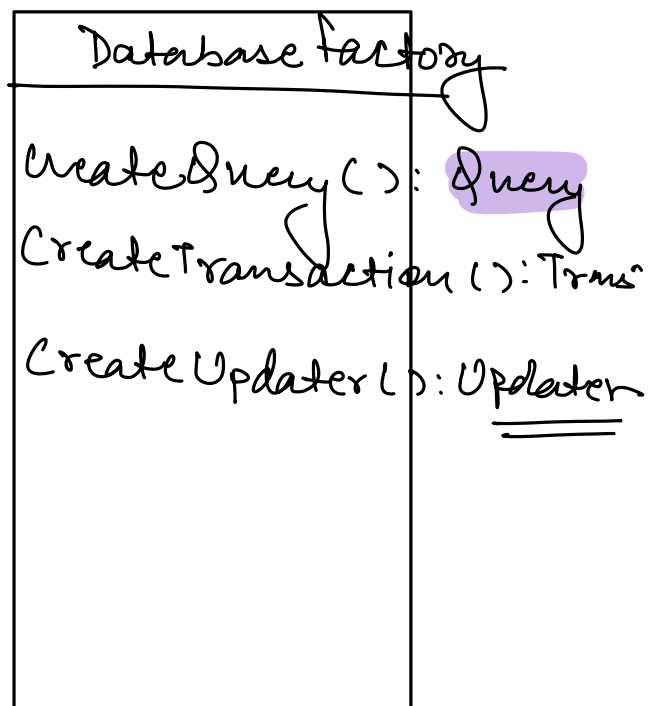 Database factory
CreateQuery(): Query
CreateTransaction(): Trans
CreateUpdater(): Updater